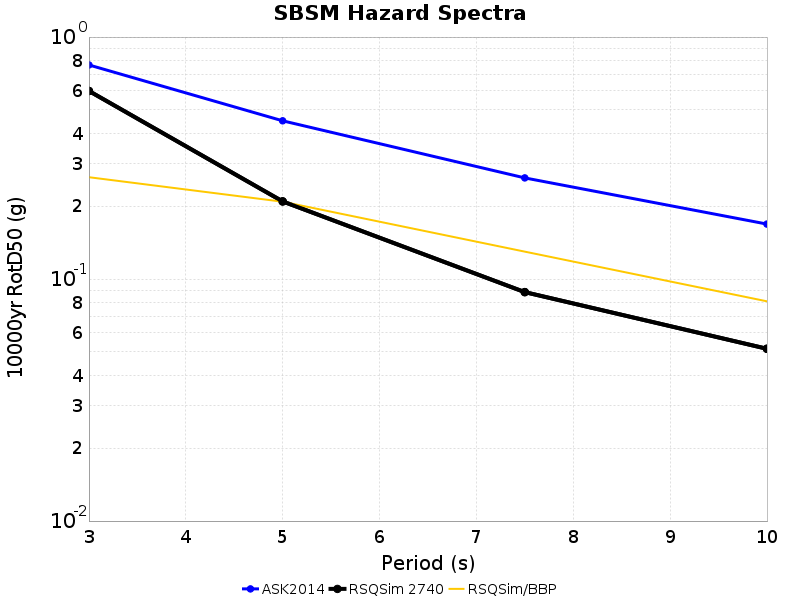 SBSM Hazard Spectra
10000yr RotD50 (g)
10^0
8
6
4
3
2
10^-1
8
6
4
3
2
10^-2
3 4 5 6 7 8 9 10
Period (s)
ASK2014 RSQSim 2740 RSQSim/BBP